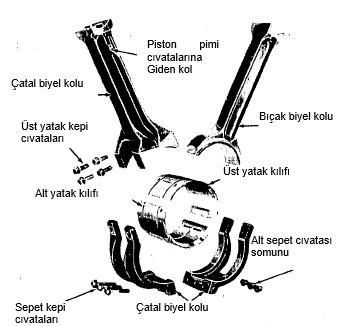 Piston pimi
cıvatalarına
Giden kol
Çatal biyel kolu
Bıçak biyel kolu
Üst yatak kepi
cıvataları
Üst yatak kılıfı
Alt yatak kılıfı
Alt sepet cıvatası
somunu
Sepet kepi
cıvataları
Çatal biyel kolu